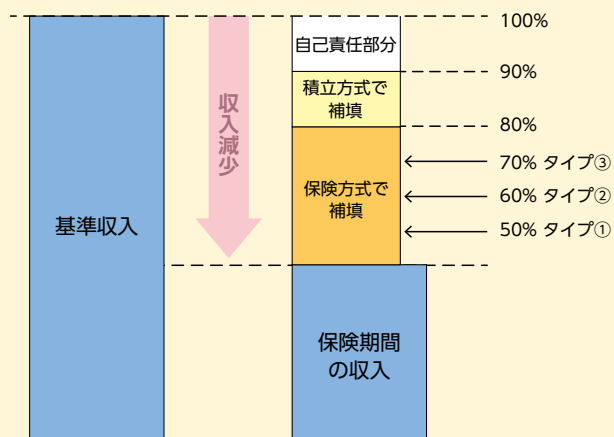 100%
自己責任部分
90%
積立方式で
補填
80%
収入減少
70% タイプ③
保険方式で
補填
60% タイプ②
50% タイプ①
基準収入
保険期間
の収入